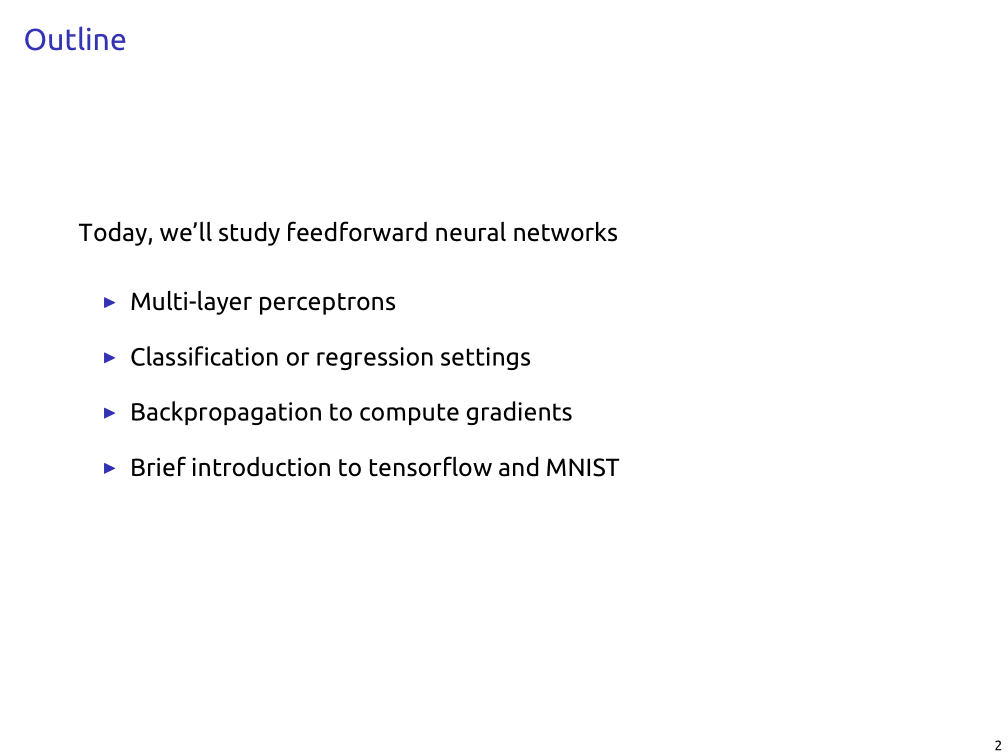 Outline
Today, we’ll study feedforward neural networks
▶ Multi-layer perceptrons
▶ Classification or regression settings
▶ Backpropagation to compute gradients
▶ Brief introduction to tensorflow and MNIST
2